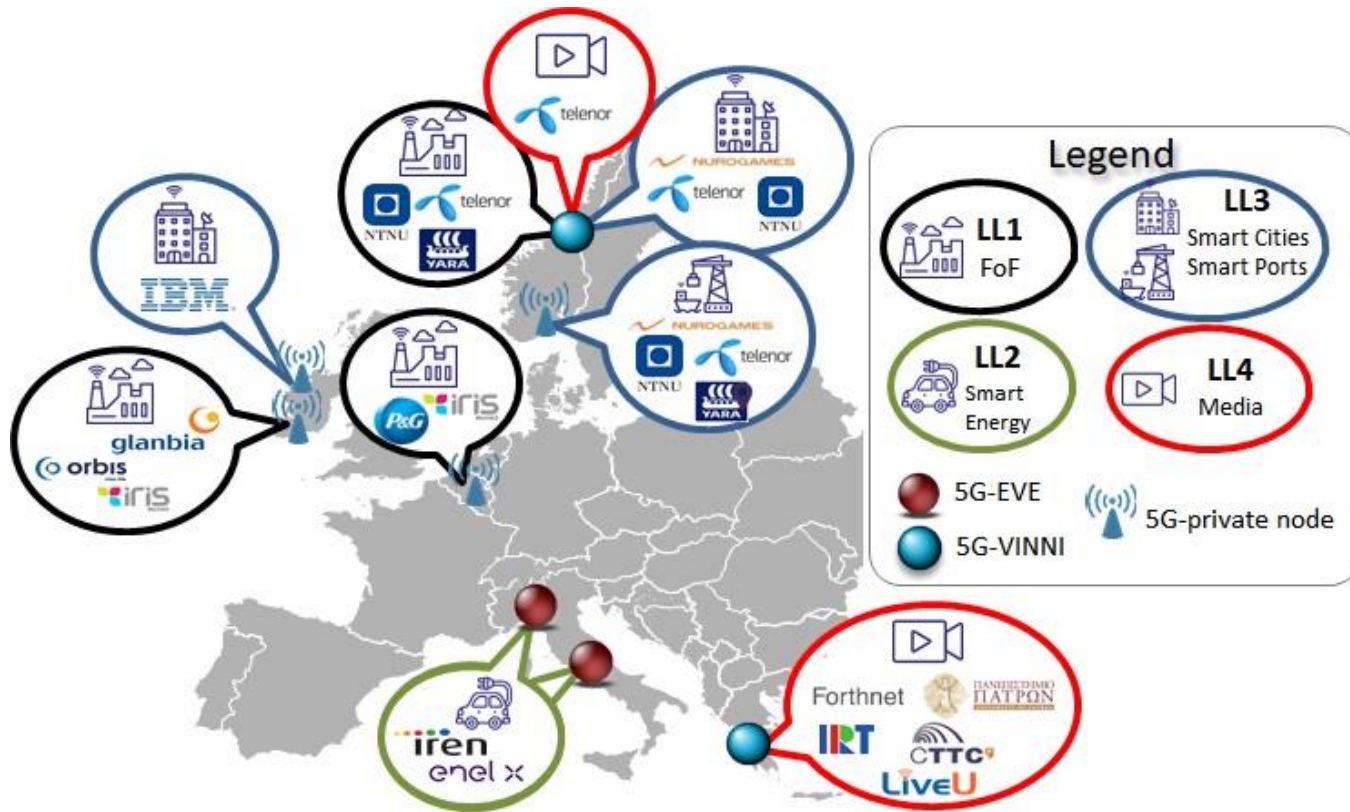 telenor
NTNU
telenor
YARA
NUROGAMES
telenor
NTNU
IBM
glanbia
orbis
iris
P&G
iris
NUROGAMES
NTNU
telenor
YARA
iren
enel x
Forthnet
ΠΑΝΕΠΙΣΤΗΜΙΟ
ΠΑΤΡΩΝ
IRT
CTTC
LiveU
Legend
LL1
FoF
LL3
Smart Cities
Smart Ports
LL2
Smart
Energy
LL4
Media
5G-EVE
5G-VINNI
5G-private node